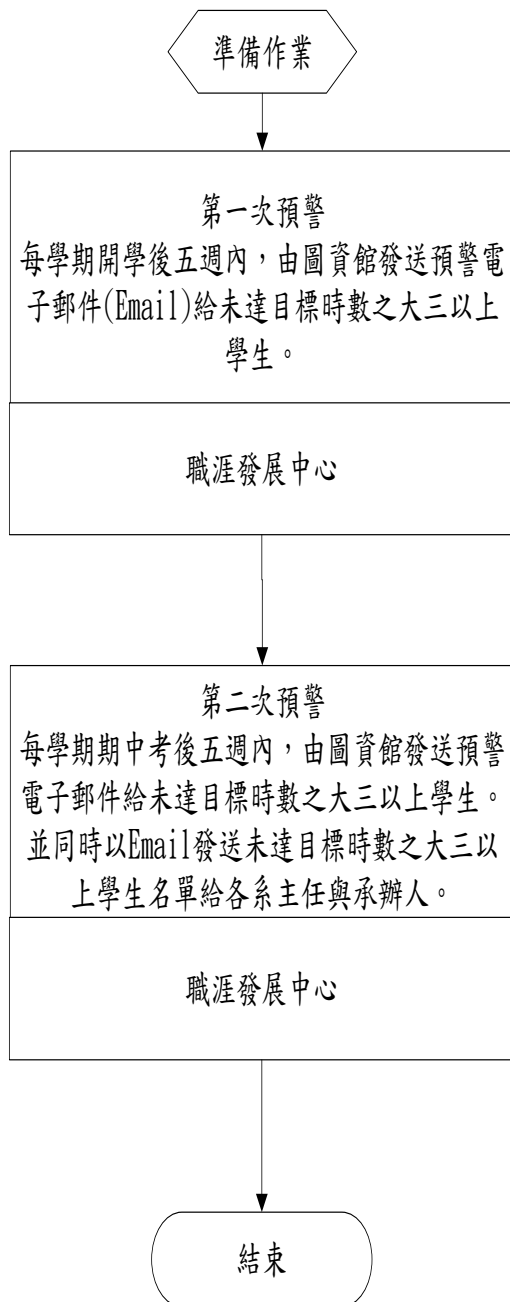 準備作業
第一次預警
每學期開學後五週內，由圖資館發送預警電
子郵件(Email)給未達目標時數之大三以上
學生。
職涯發展中心
第二次預警
每學期期中考後五週內，由圖資館發送預警
電子郵件給未達目標時數之大三以上學生。
並同時以Email發送未達目標時數之大三以
上學生名單給各系主任與承辦人。
職涯發展中心
結束